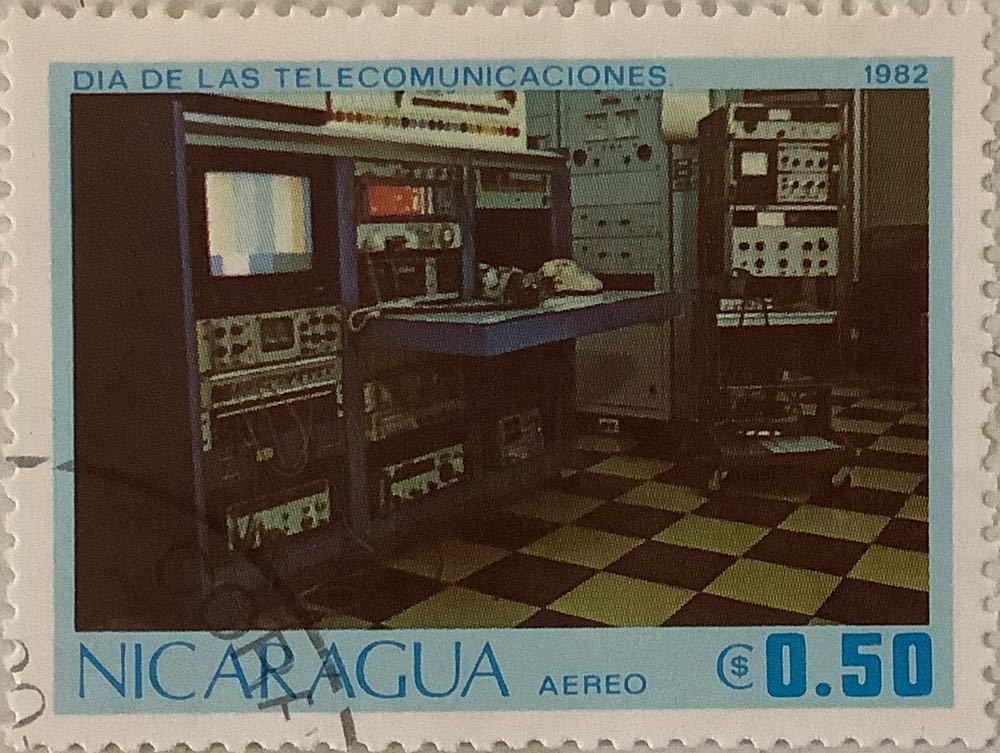 DIA DE LAS TELECOMUNICACIONES. 1982
NICARAGUA AEREO C$ 0.50